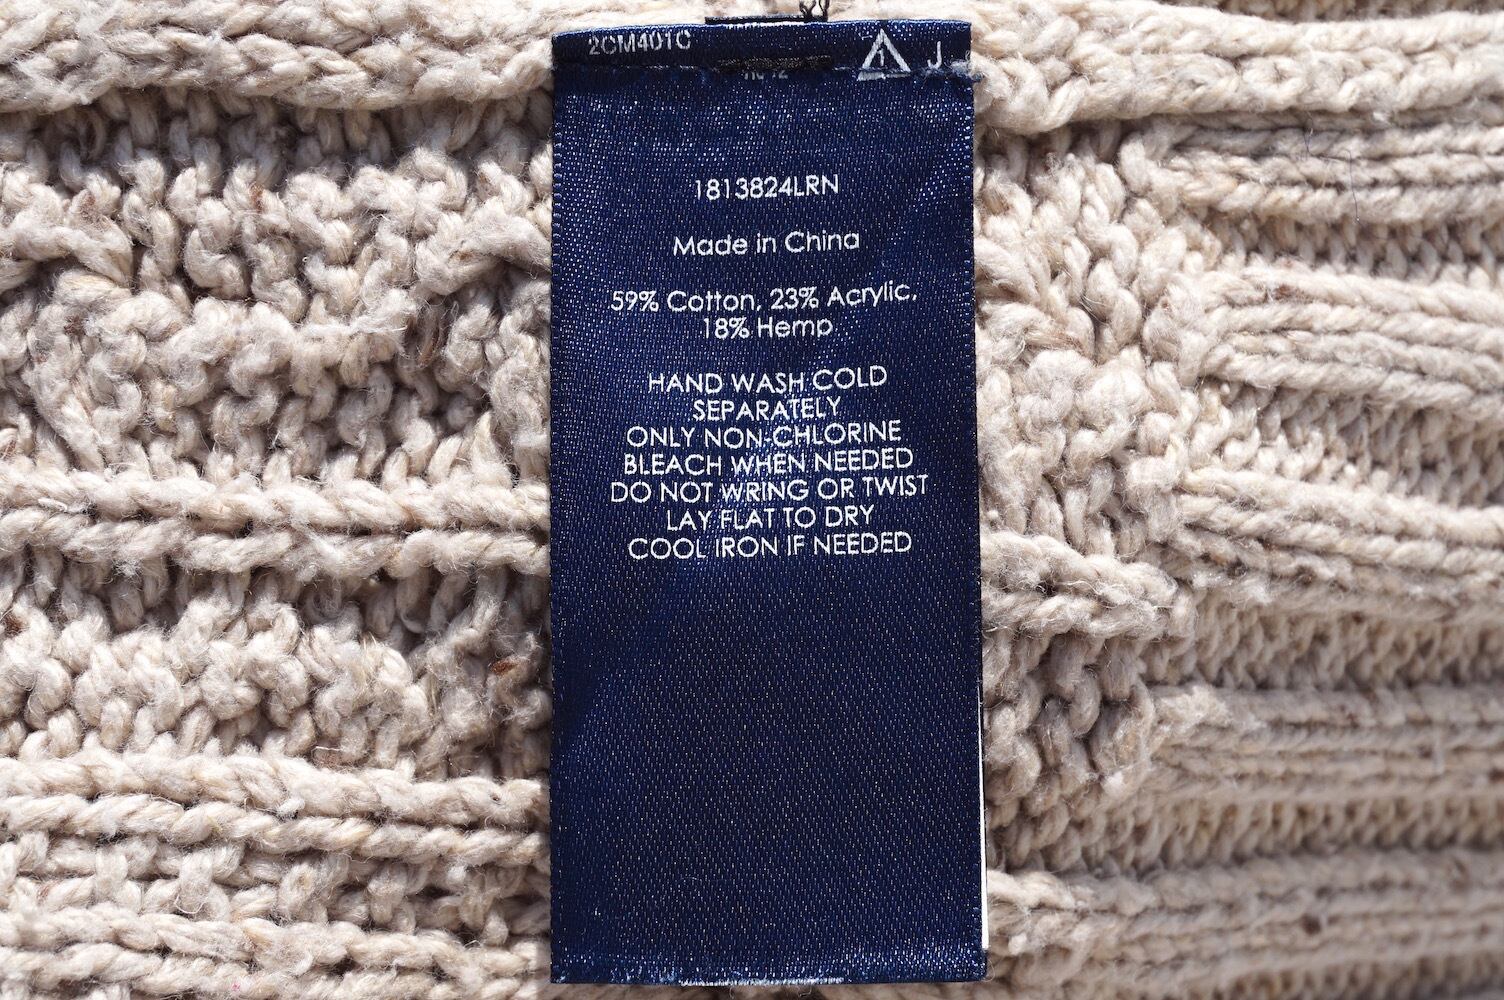 2CM401C
J
1813824LRN
Made in China
59% Cotton, 23% Acrylic,
18% Hemp
HAND WASH COLD
SEPARATELY
ONLY NON-CHLORINE
BLEACH WHEN NEEDED
DO NOT WRING OR TWIST
LAY FLAT TO DRY
COOL IRON IF NEEDED